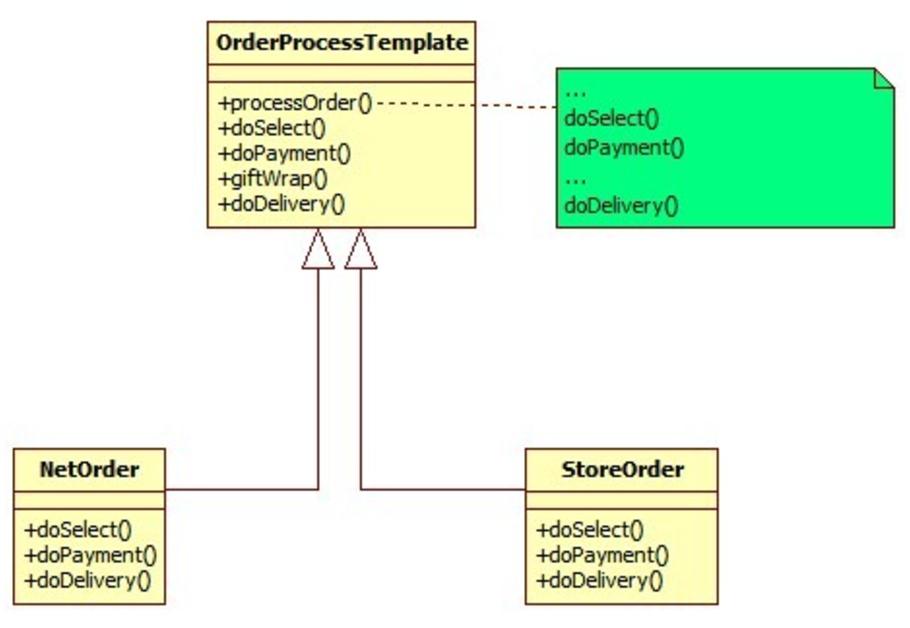 OrderProcessTemplate
+processOrder()
+doSelect()
+doPayment()
+giftWrap()
+doDelivery()
...
doSelect()
doPayment()
...
doDelivery()
NetOrder
+doSelect()
+doPayment()
+doDelivery()
StoreOrder
+doSelect()
+doPayment()
+doDelivery()